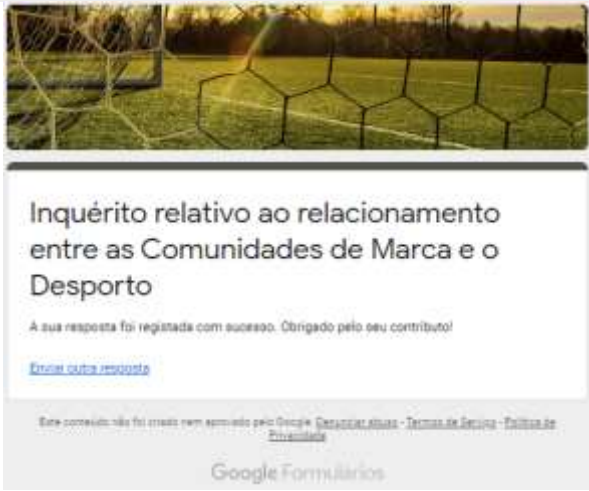 Inquérito relativo ao relacionamento
entre as Comunidades de Marca e o
Desporto
A sua resposta foi registada com sucesso. Obrigado pelo seu contributo!
Enviar outra resposta
Este conteúdo não foi criado nem aprovado pela Google. Denunciar abuso - Termos de Serviço - Política de
Privacidade
Google Formulários